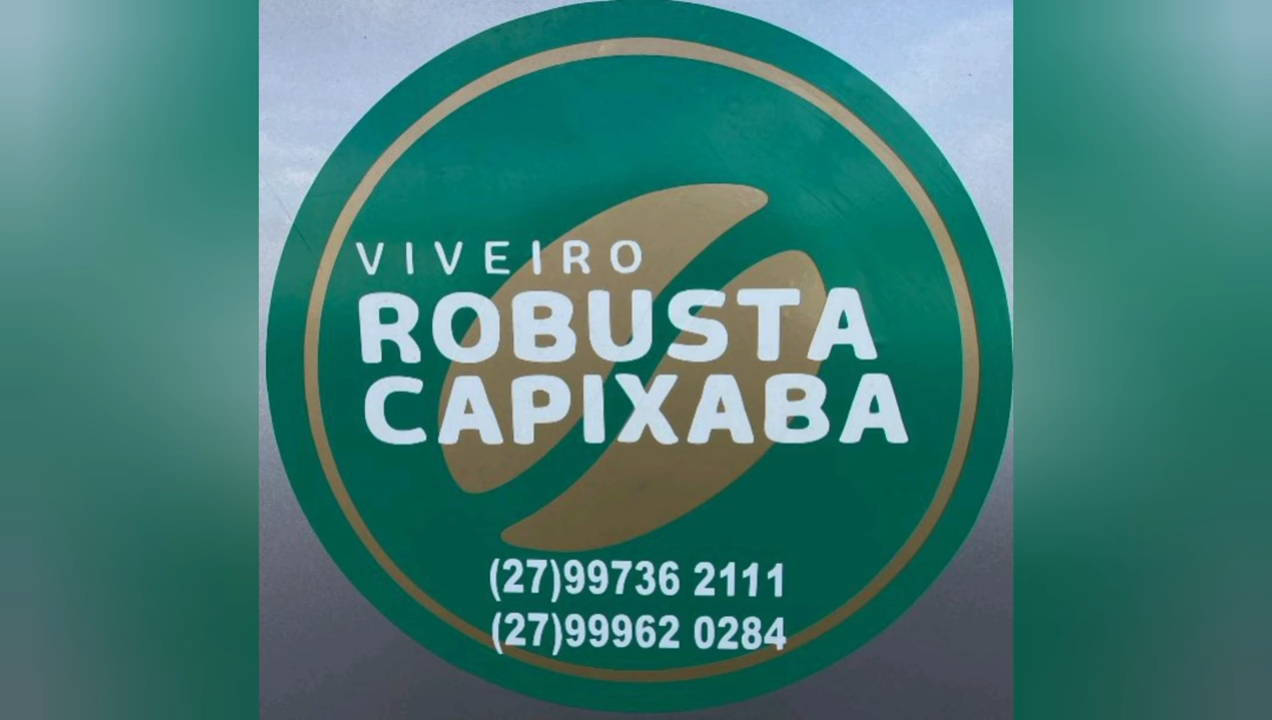 VIVEIRO
ROBUSTA
CAPIXABA
(27)99736 2111
(27)99962 0284